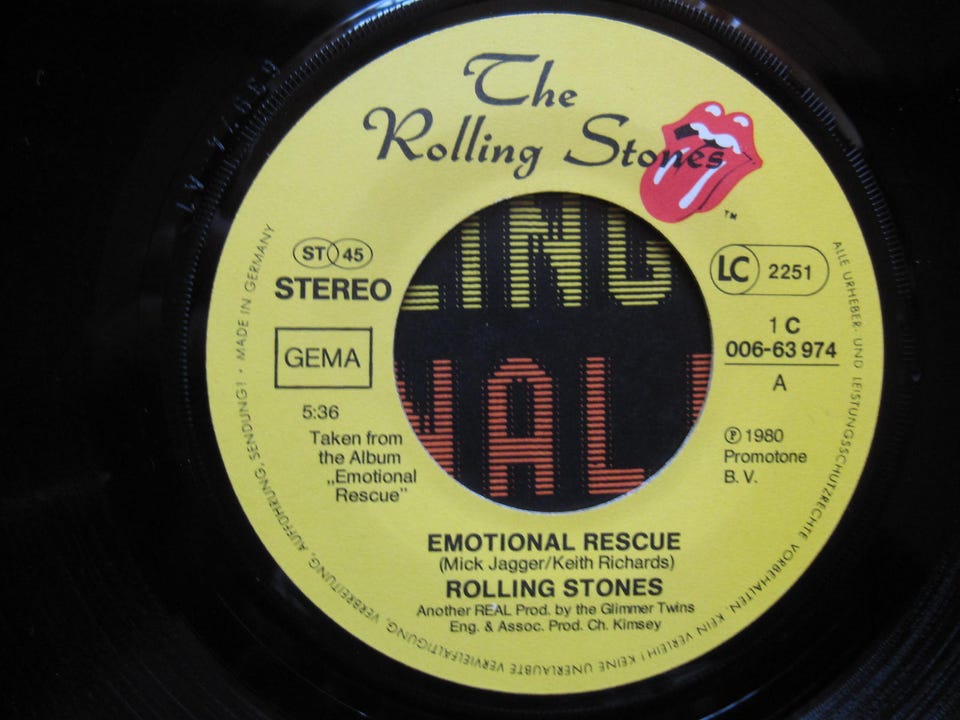 The
Rolling Stones
TM
ST 45
STEREO
GEMA
5:36
Taken from
the Album
„Emotional
Rescue”
LC 2251
1 C
006-63 974
A
℗ 1980
Promotone
B. V.
EMOTIONAL RESCUE
(Mick Jagger/Keith Richards)
ROLLING STONES
Another REAL Prod. by the Glimmer Twins
Eng. & Assoc. Prod. Ch. Kimsey
ALLE URHEBER- UND LEISTUNGSSCHUTZRECHTE VORBEHALTEN. KEIN VERLEIH! KEINE UNERLAUBTE VERVIELFÄLTIGUNG, VERBREITUNG, AUFFÜHRUNG, SENDUNG! • MADE IN GERMANY